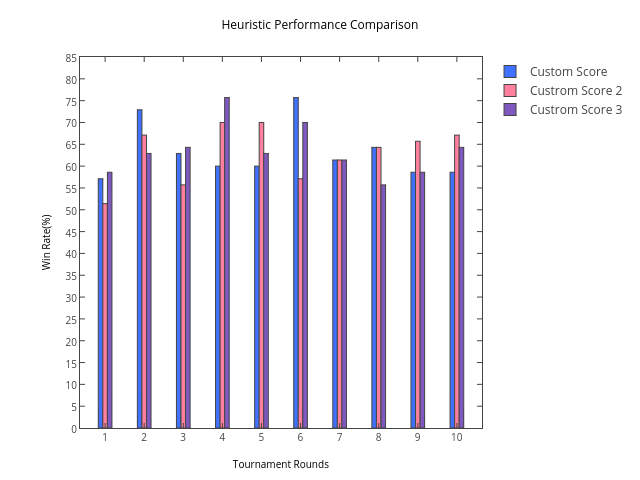 Heuristic Performance Comparison
85
80
75
70
65
60
55
50
45
40
35
30
25
20
15
10
5
0
Win Rate(%)
1 2 3 4 5 6 7 8 9 10
Tournament Rounds
Custom Score
Custrom Score 2
Custrom Score 3